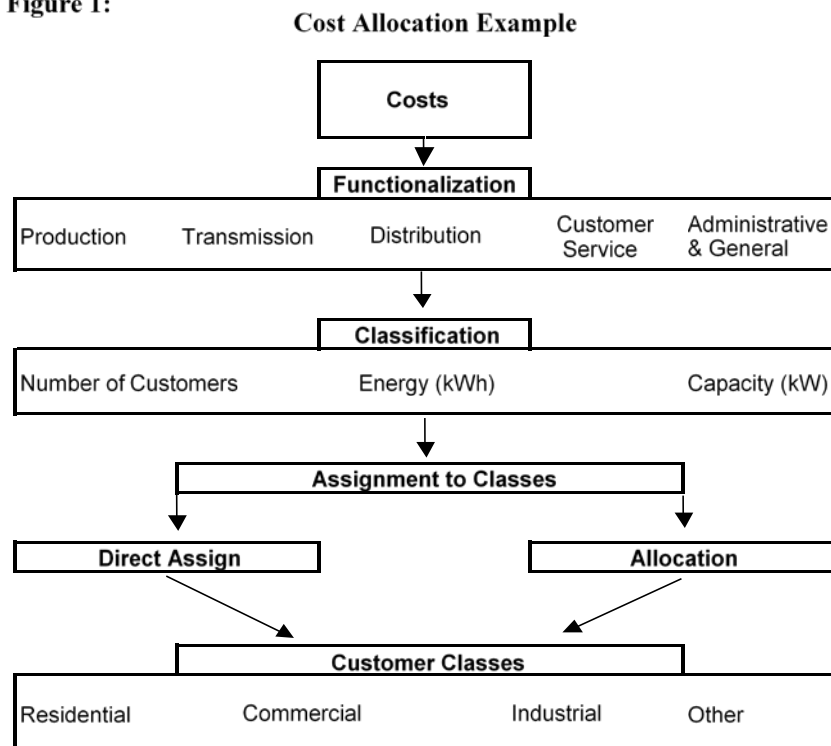 Figure 1:
Cost Allocation Example
Costs
Functionalization
Production Transmission Distribution Customer Service Administrative & General
Classification
Number of Customers Energy (kWh) Capacity (kW)
Assignment to Classes
Direct Assign Allocation
Customer Classes
Residential Commercial Industrial Other